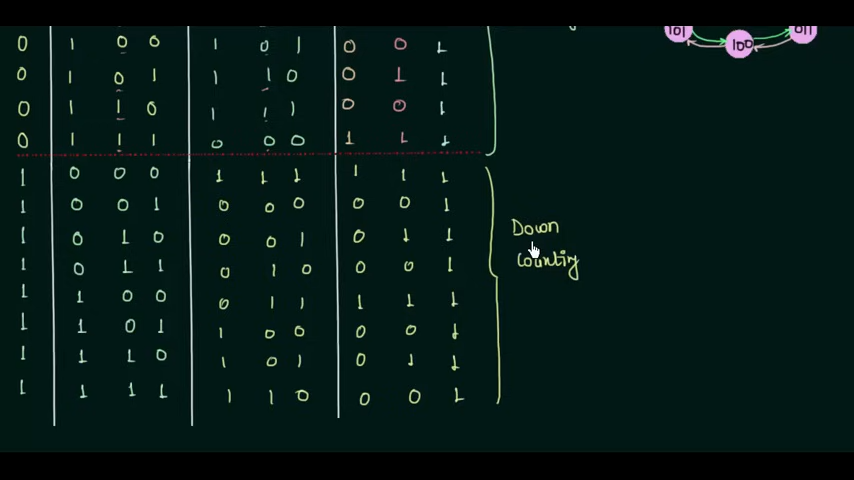 101 100 011
0 1 0 0 1 0 1 0 0 1
0 1 0 1 1 1 0 0 1 1
0 1 1 0 1 1 1 0 0 1
0 1 1 1 0 0 0 1 1 1
1 0 0 0 1 1 1 1 1 1
1 0 0 1 0 0 0 0 0 1
1 0 1 0 0 0 1 0 1 1
1 0 1 1 0 1 0 0 0 1
1 1 0 0 0 1 1 1 1 1
1 1 0 1 1 0 0 0 0 1
1 1 1 0 1 0 1 0 1 1
1 1 1 1 1 1 0 0 0 1
Down
Counting